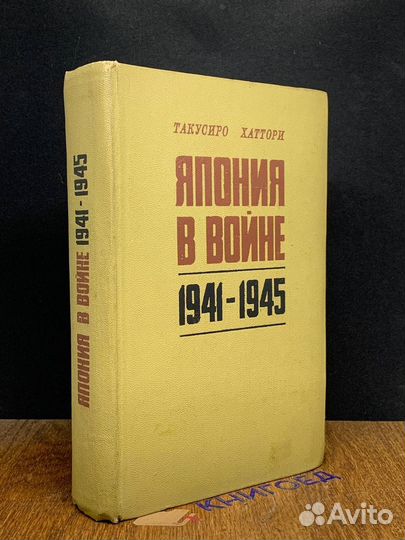 ТАКУСИРО ХАТТОРИ
ЯПОНИЯ
В ВОЙНЕ
1941-1945
ЯПОНИЯ В ВОЙНЕ 1941-1945
КНИГОЕД
Avito